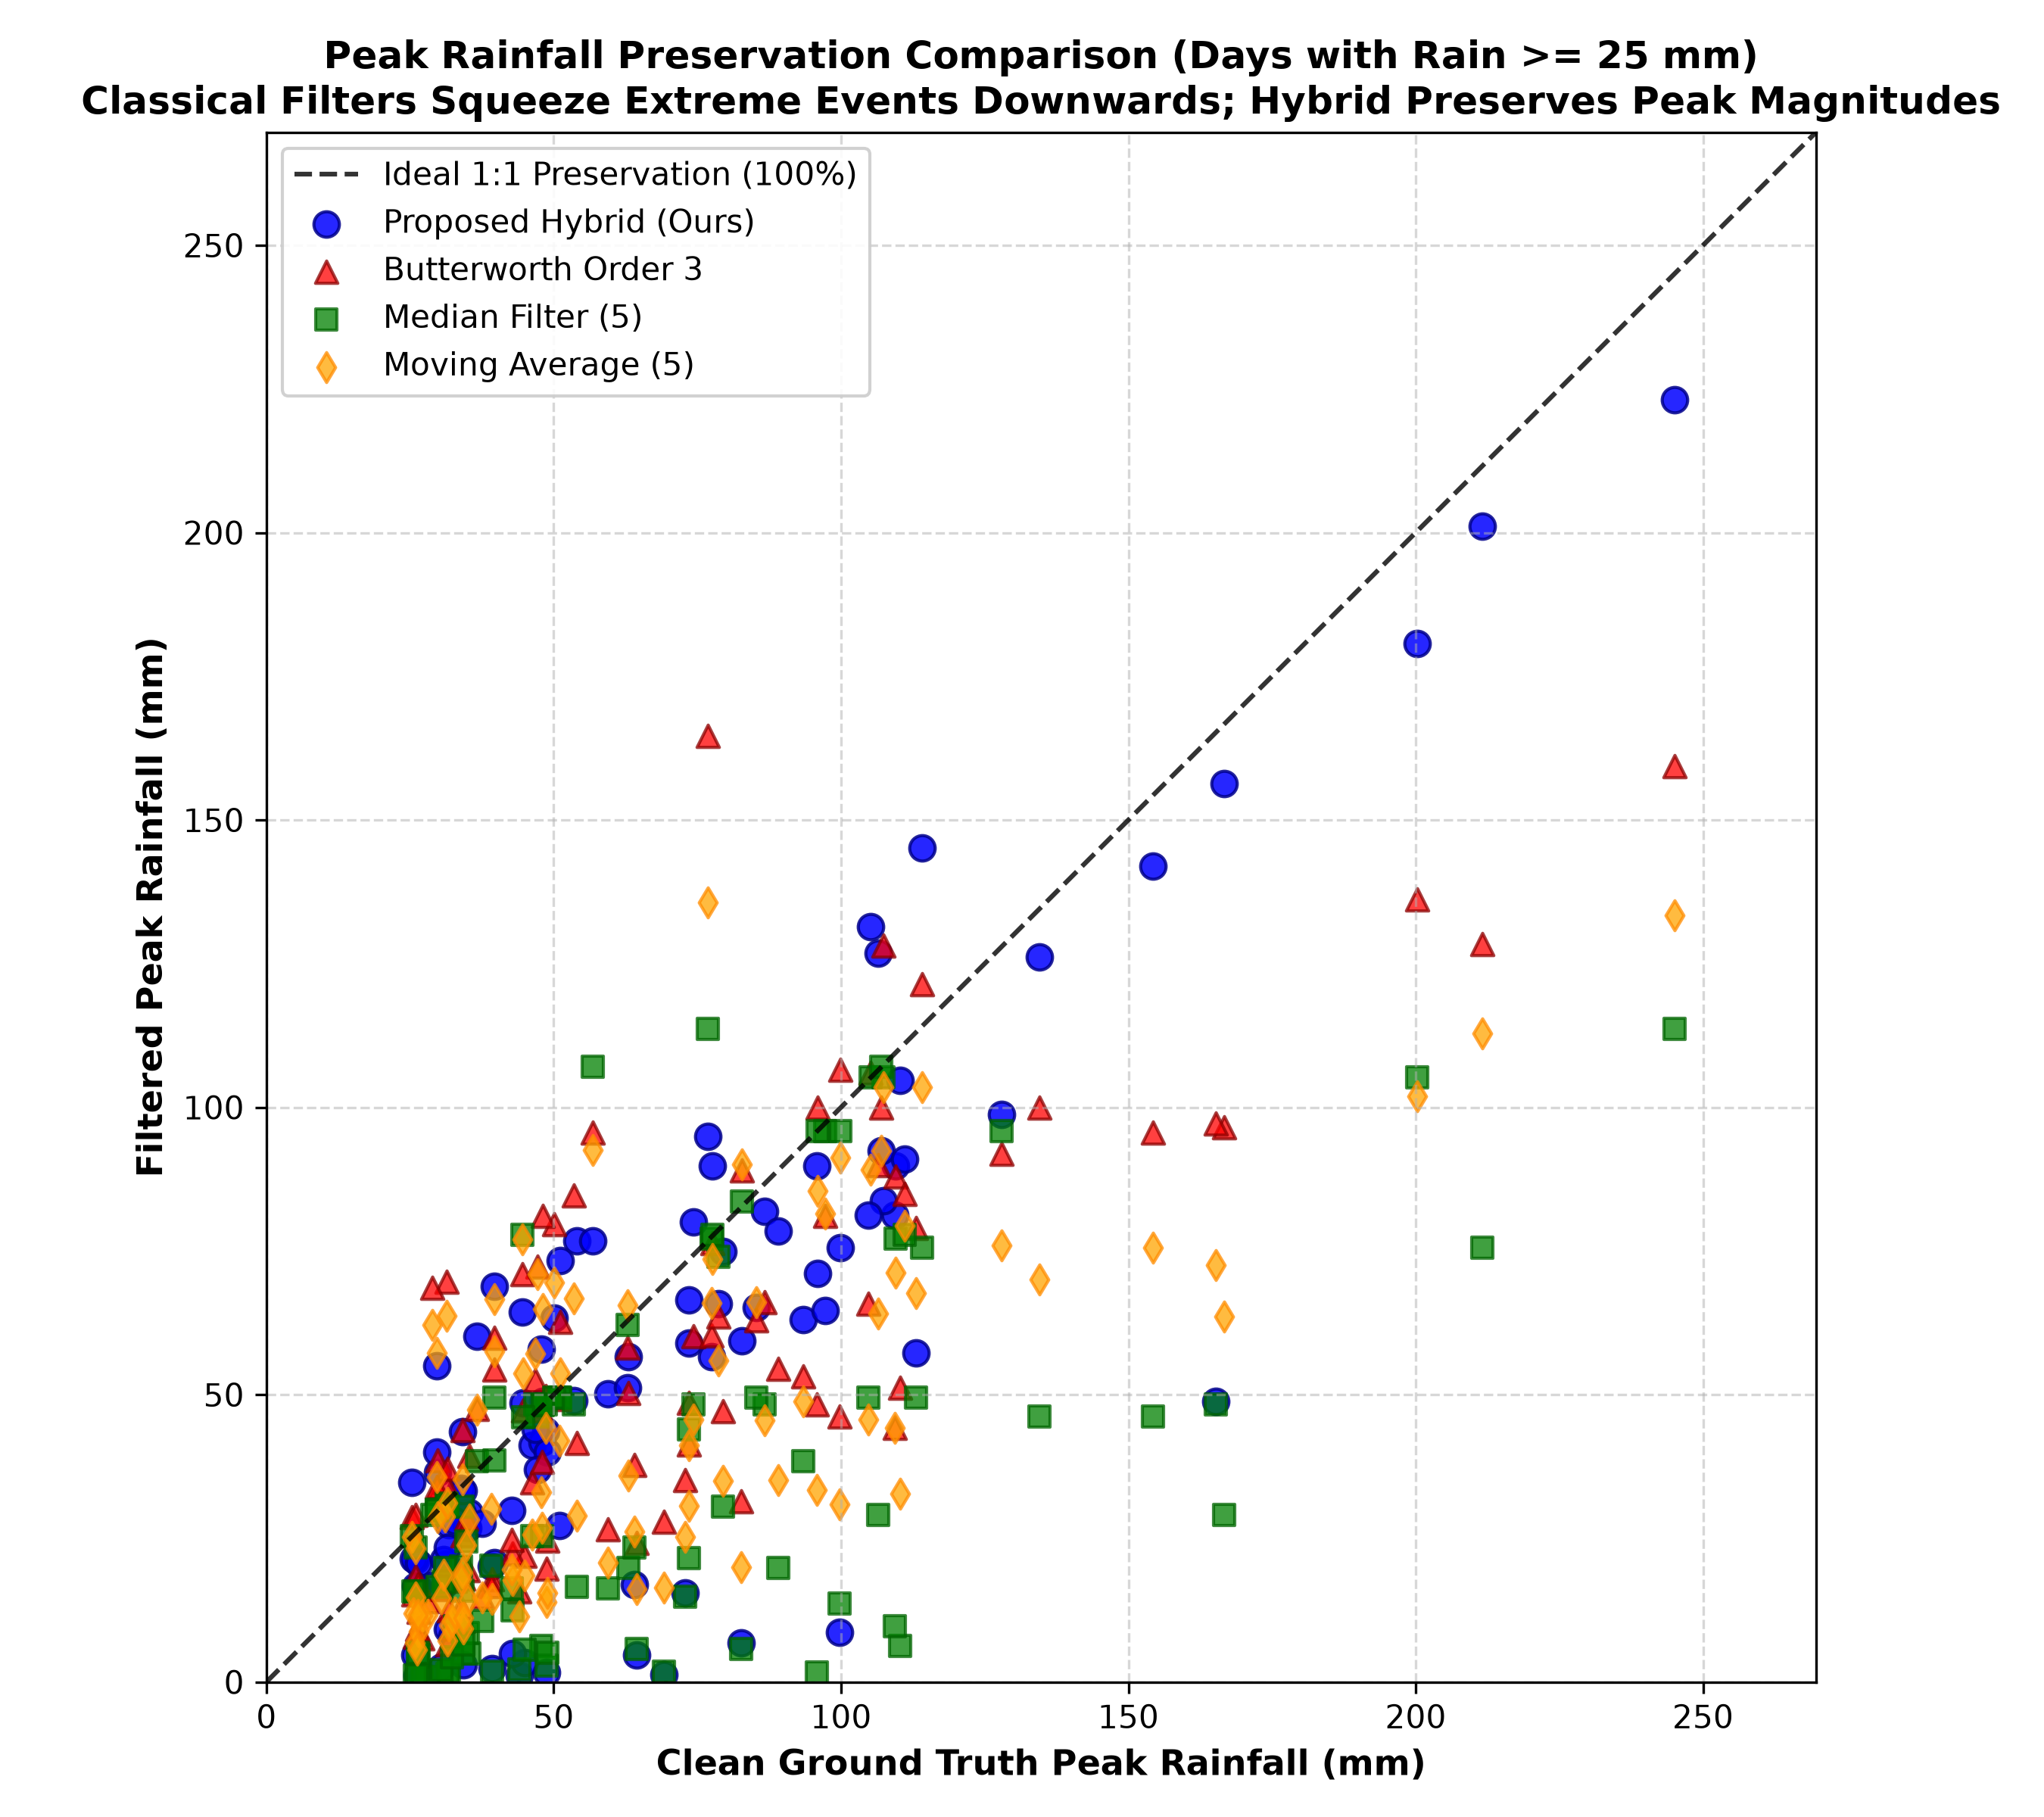 Peak Rainfall Preservation Comparison (Days with Rain >= 25 mm)
Classical Filters Squeeze Extreme Events Downwards; Hybrid Preserves Peak Magnitudes
Ideal 1:1 Preservation (100%)
Proposed Hybrid (Ours)
Butterworth Order 3
Median Filter (5)
Moving Average (5)
250
200
150
100
50
0
Filtered Peak Rainfall (mm)
0 50 100 150 200 250
Clean Ground Truth Peak Rainfall (mm)